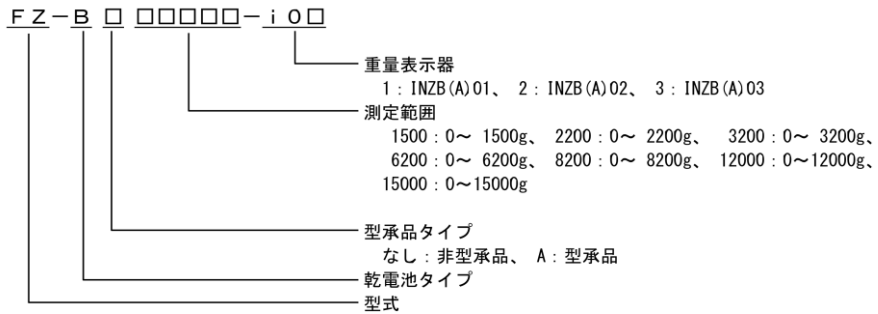 FZ-B□ □□□□□-i0□
重量表示器
1：INZB(A)01、 2：INZB(A)02、 3：INZB(A)03
測定範囲
1500：0～ 1500g、 2200：0～ 2200g、 3200：0～ 3200g、
6200：0～ 6200g、 8200：0～ 8200g、 12000：0～12000g、
15000：0～15000g
型承品タイプ
なし：非型承品、 A：型承品
乾電池タイプ
型式